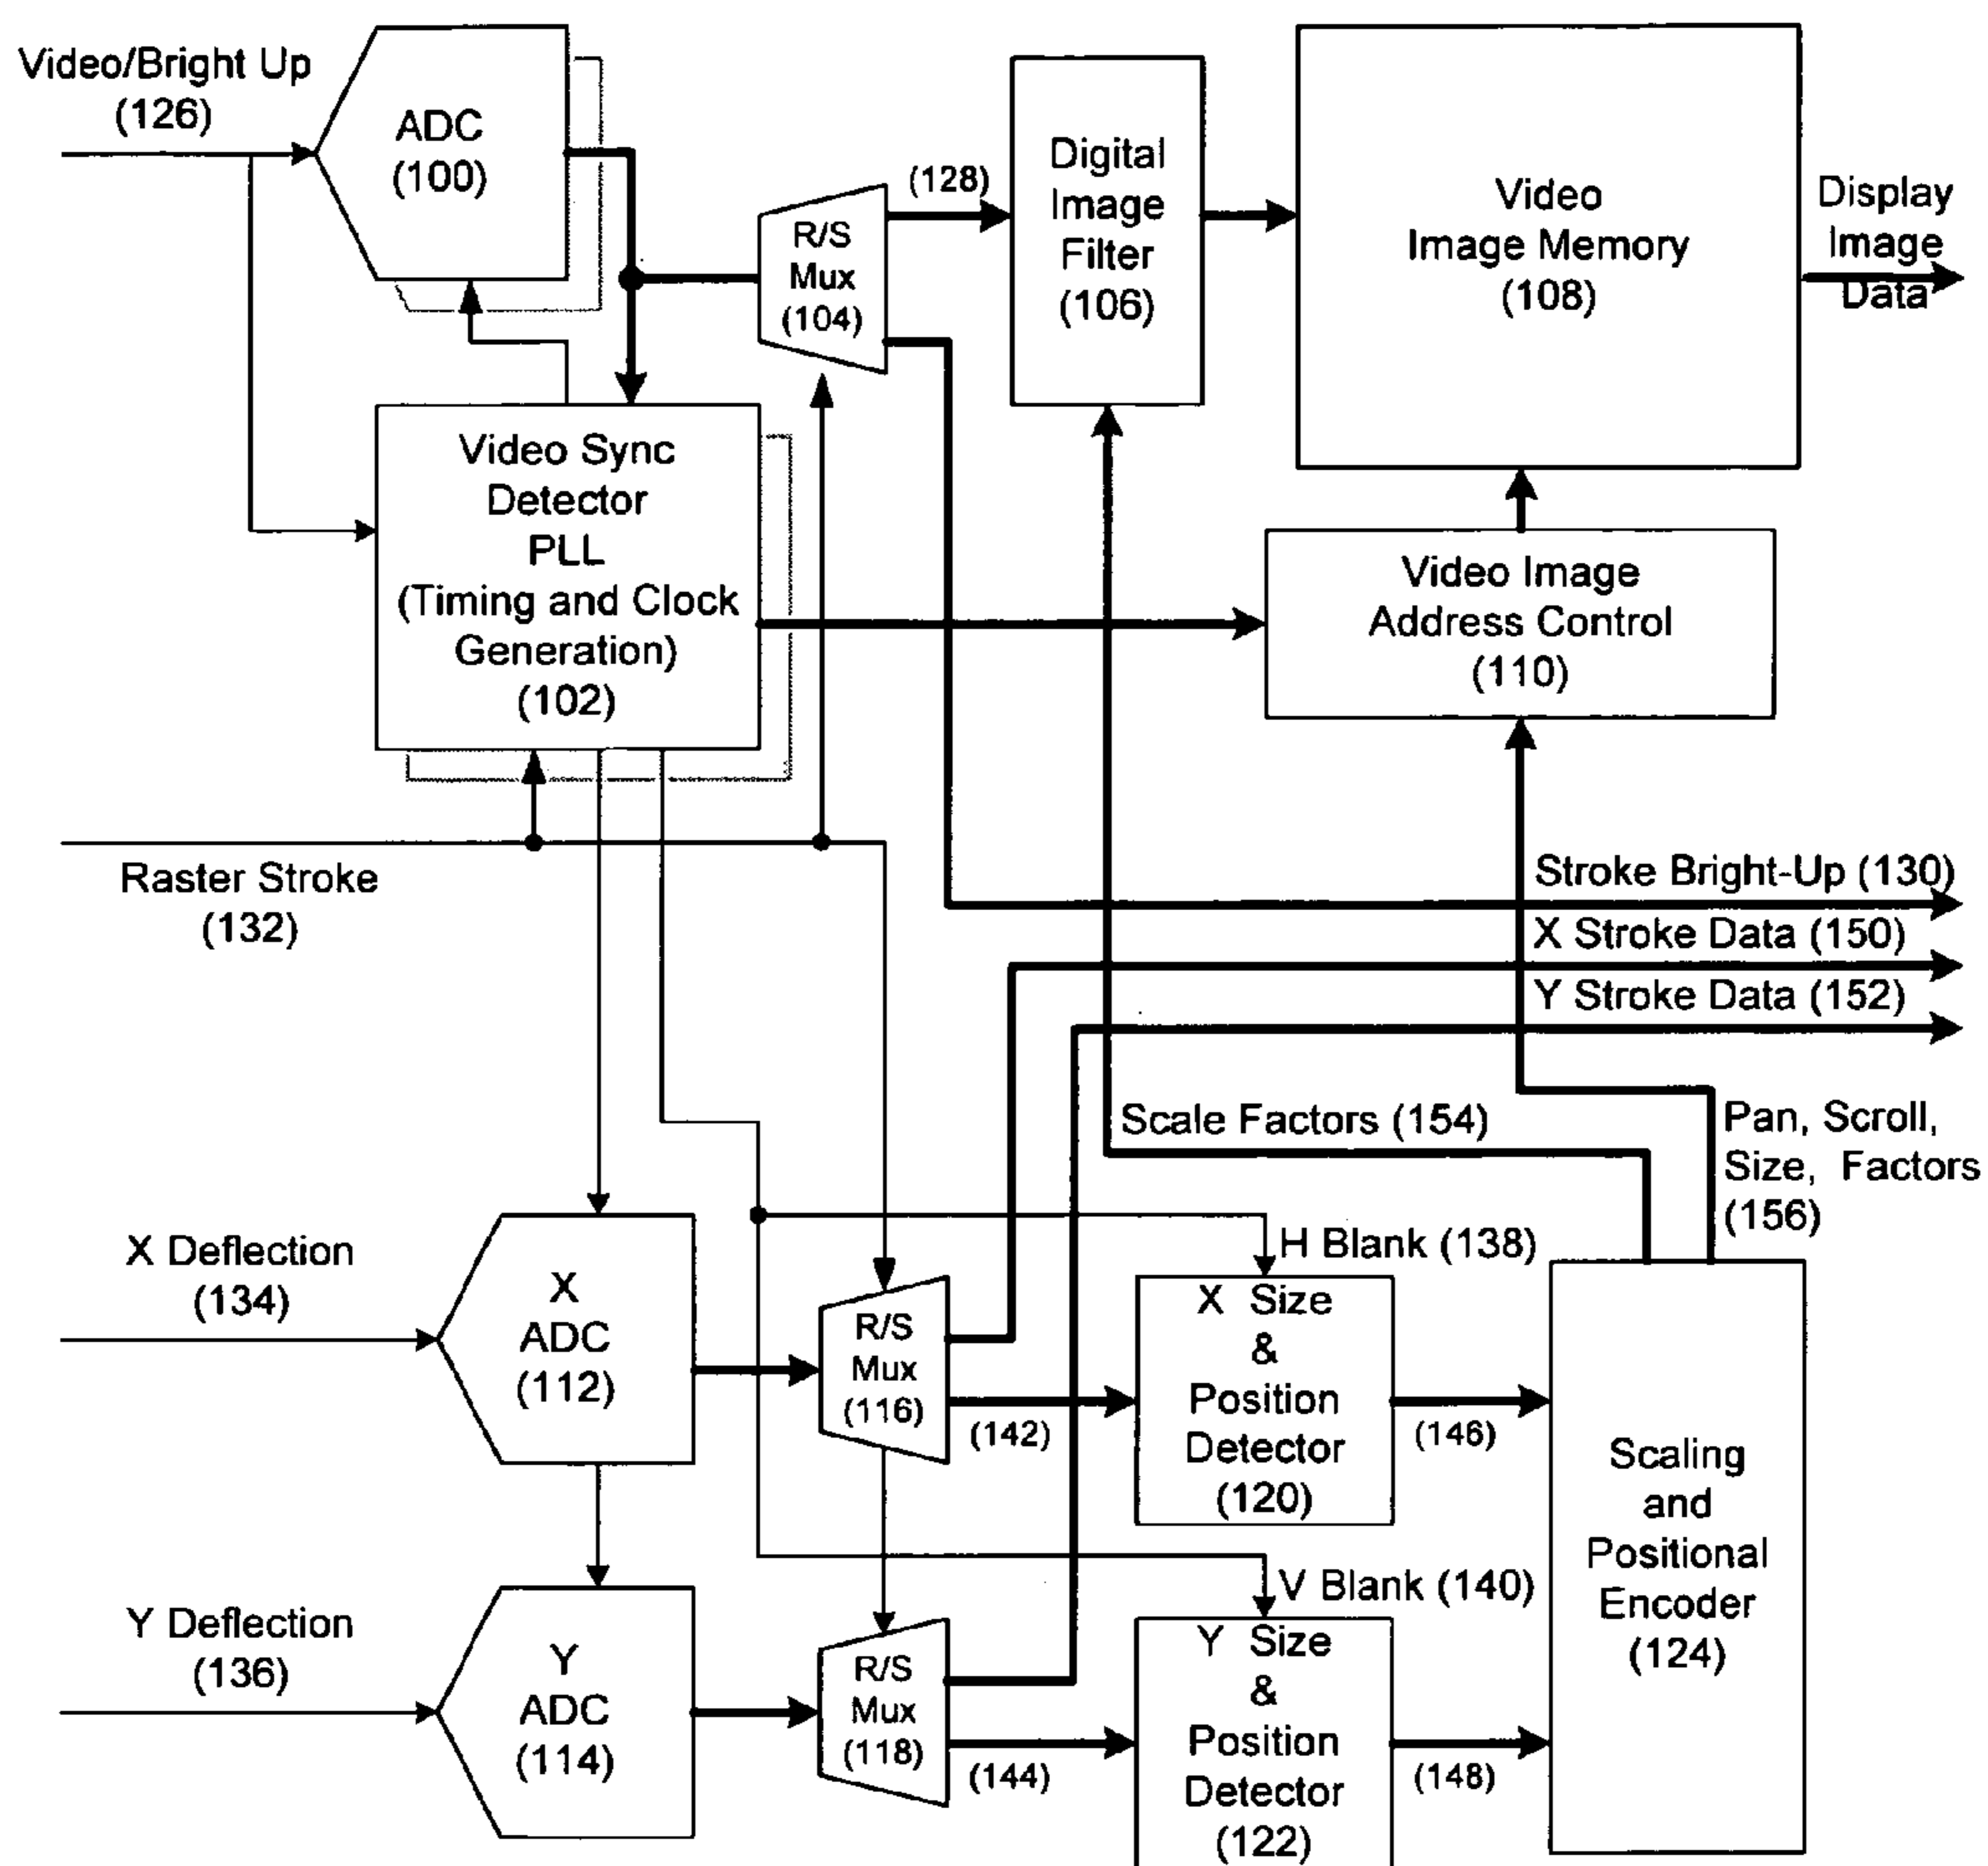 Video/Bright Up
(126)
ADC
(100)
R/S
Mux
(104)
(128)
Digital
Image
Filter
(106)
Video
Image Memory
(108)
Display
Image
Data
Video Sync
Detector
PLL
(Timing and Clock
Generation)
(102)
Video Image
Address Control
(110)
Raster Stroke
(132)
Stroke Bright-Up (130)
X Stroke Data (150)
Y Stroke Data (152)
Scale Factors (154)
Pan, Scroll,
Size, Factors
(156)
X Deflection
(134)
X
ADC
(112)
R/S
Mux
(116)
(142)
H Blank (138)
X Size
&
Position
Detector
(120)
(146)
Scaling
and
Positional
Encoder
(124)
Y Deflection
(136)
Y
ADC
(114)
R/S
Mux
(118)
(144)
V Blank (140)
Y Size
&
Position
Detector
(122)
(148)